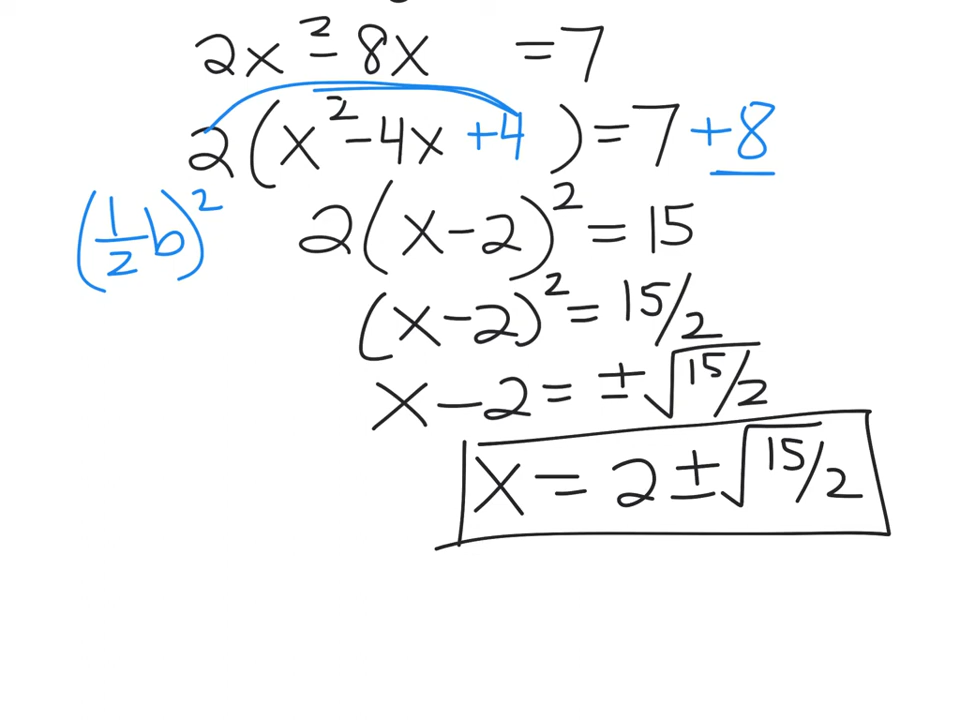 2x² - 8x = 7
2(x² - 4x + 4) = 7 + 8
(1/2 b)²
2(x - 2)² = 15
(x - 2)² = 15/2
x - 2 = ±√15/2
x = 2 ± √15/2